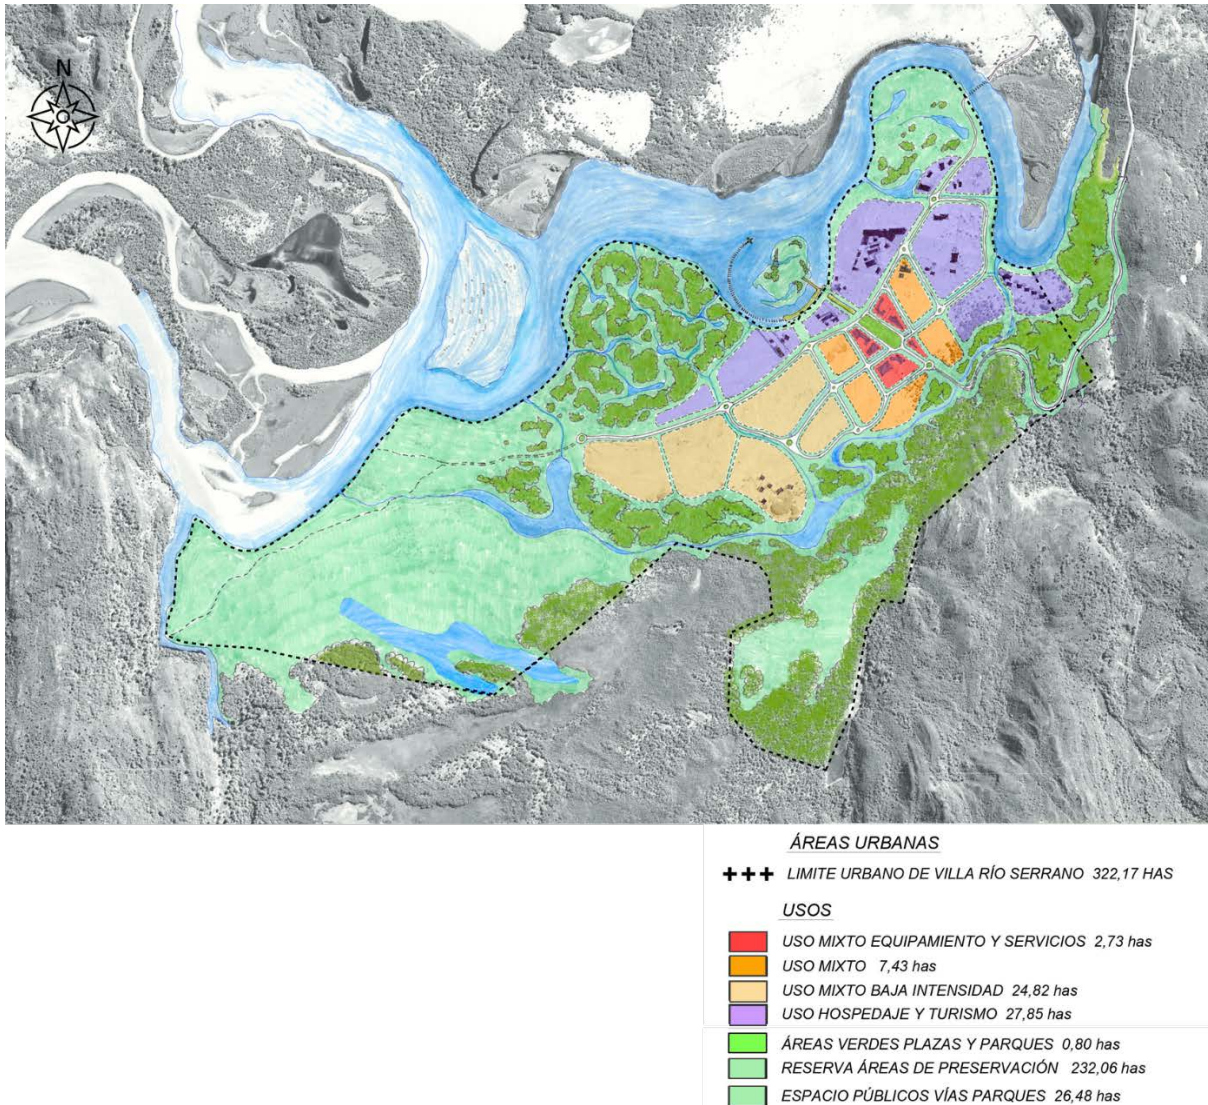 N
ÁREAS URBANAS
LIMITE URBANO DE VILLA RÍO SERRANO 322,17 HAS
USOS
USO MIXTO EQUIPAMIENTO Y SERVICIOS 2,73 has
USO MIXTO 7,43 has
USO MIXTO BAJA INTENSIDAD 24,82 has
USO HOSPEDAJE Y TURISMO 27,85 has
ÁREAS VERDES PLAZAS Y PARQUES 0,80 has
RESERVA ÁREAS DE PRESERVACIÓN 232,06 has
ESPACIO PÚBLICOS VÍAS PARQUES 26,48 has